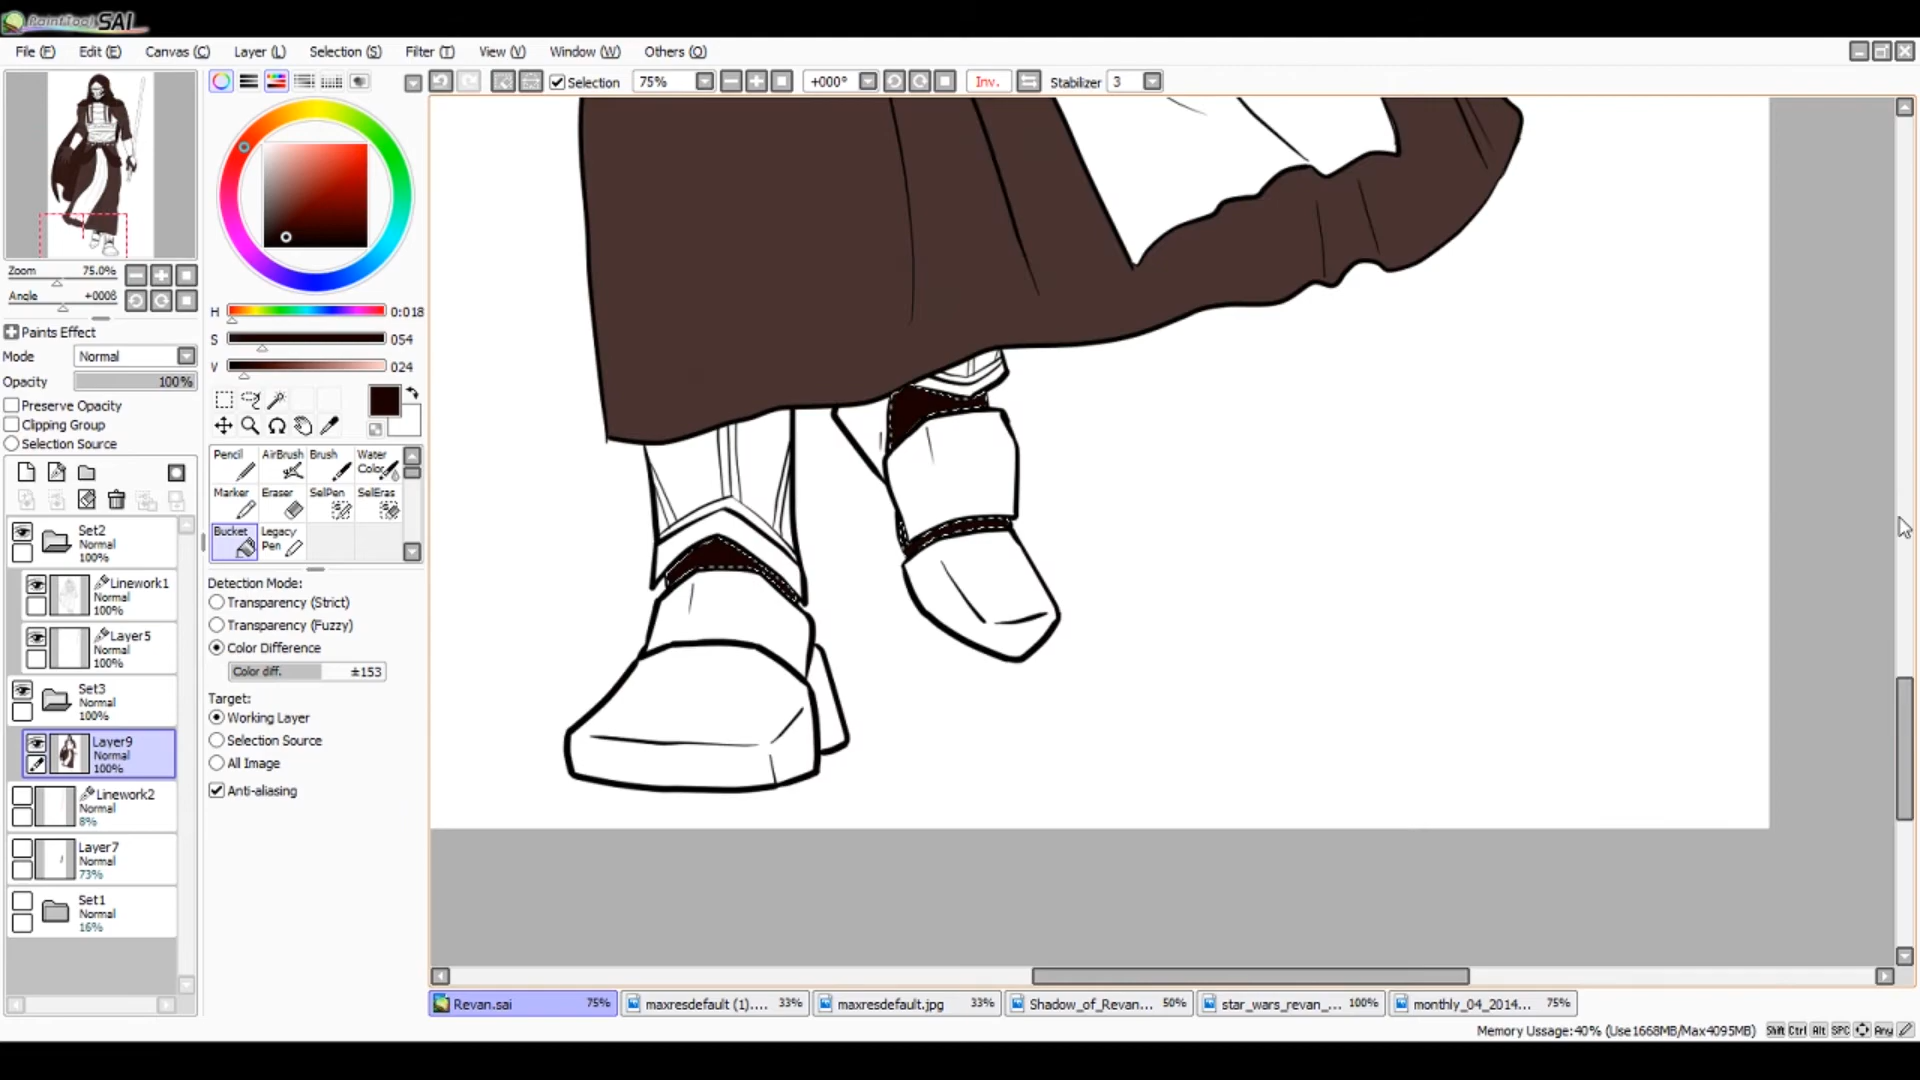 PaintTool SAI
File (F) Edit (E) Canvas (C) Layer (L) Selection (S) Filter (T) View (V) Window (W) Others (O)
Selection 75% +000° Inv. Stabilizer 3
Zoom 75.0%
Angle +0008
Paints Effect
Mode Normal
Opacity 100%
Preserve Opacity
Clipping Group
Selection Source
Set2
Normal
100%
Linework1
Normal
100%
Layer5
Normal
100%
Set3
Normal
100%
Layer9
Normal
100%
Linework2
Normal
8%
Layer7
Normal
73%
Set1
Normal
16%
H 0:018
S 054
V 024
Pencil AirBrush Brush Water Color
Marker Eraser SelPen SelEras
Bucket Legacy Pen
Detection Mode:
Transparency (Strict)
Transparency (Fuzzy)
Color Difference
Color diff. ±153
Target:
Working Layer
Selection Source
All Image
Anti-aliasing
Revan.sai 75% maxresdefault (1).... 33% maxresdefault.jpg 33% Shadow_of_Revan... 50% star_wars_revan_... 100% monthly_04_2014... 75%
Memory Ussage:40% (Use1668MB/Max4095MB) Shift Ctrl Alt SPC Any